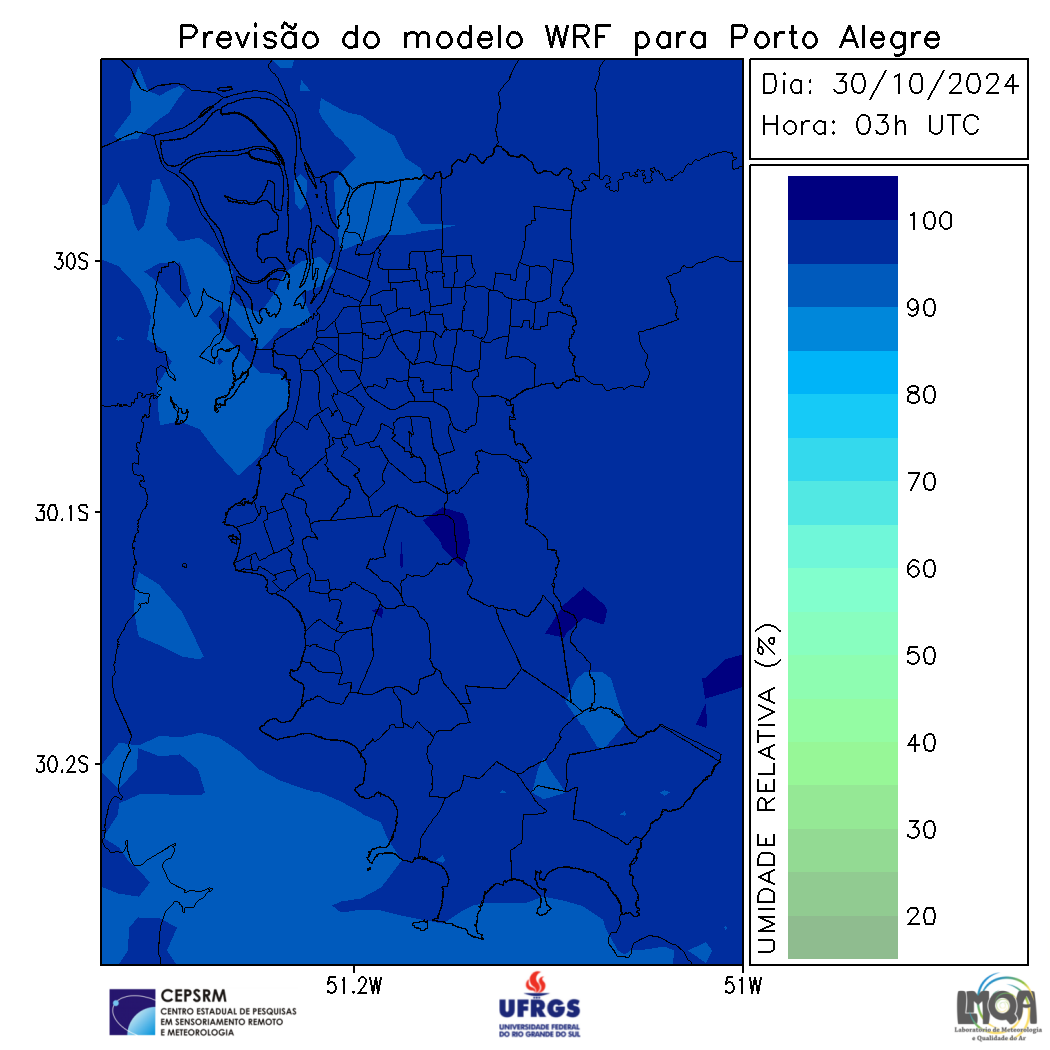 Previsão do modelo WRF para Porto Alegre
Dia: 30/10/2024
Hora: 03h UTC
100
90
80
70
60
50
40
30
20
UMIDADE RELATIVA (%)
30S
30.1S
30.2S
51.2W
51W
CEPSRM
CENTRO ESTADUAL DE PESQUISAS
EM SENSORIAMENTO REMOTO
E METEOROLOGIA
UFRGS
UNIVERSIDADE FEDERAL
DO RIO GRANDE DO SUL
LMQA
Laboratório de Meteorologia
e Qualidade do Ar